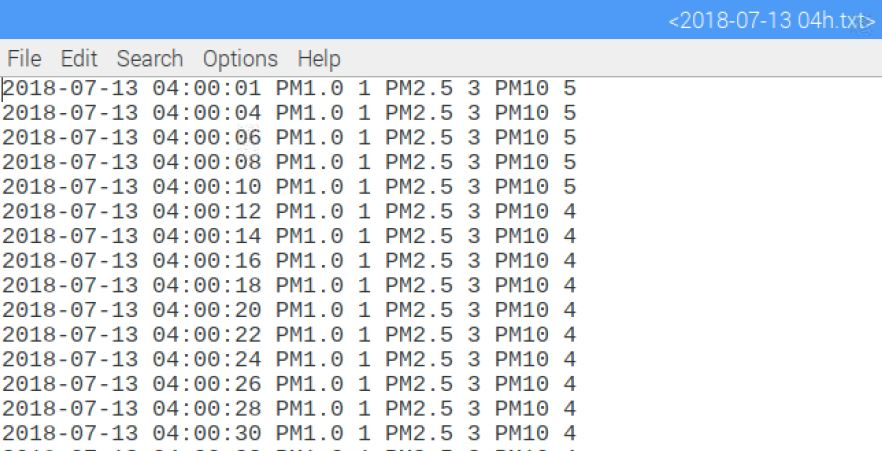 <2018-07-13 04h.txt>
File Edit Search Options Help
2018-07-13 04:00:01 PM1.0 1 PM2.5 3 PM10 5
2018-07-13 04:00:04 PM1.0 1 PM2.5 3 PM10 5
2018-07-13 04:00:06 PM1.0 1 PM2.5 3 PM10 5
2018-07-13 04:00:08 PM1.0 1 PM2.5 3 PM10 5
2018-07-13 04:00:10 PM1.0 1 PM2.5 3 PM10 5
2018-07-13 04:00:12 PM1.0 1 PM2.5 3 PM10 4
2018-07-13 04:00:14 PM1.0 1 PM2.5 3 PM10 4
2018-07-13 04:00:16 PM1.0 1 PM2.5 3 PM10 4
2018-07-13 04:00:18 PM1.0 1 PM2.5 3 PM10 4
2018-07-13 04:00:20 PM1.0 1 PM2.5 3 PM10 4
2018-07-13 04:00:22 PM1.0 1 PM2.5 3 PM10 4
2018-07-13 04:00:24 PM1.0 1 PM2.5 3 PM10 4
2018-07-13 04:00:26 PM1.0 1 PM2.5 3 PM10 4
2018-07-13 04:00:28 PM1.0 1 PM2.5 3 PM10 4
2018-07-13 04:00:30 PM1.0 1 PM2.5 3 PM10 4